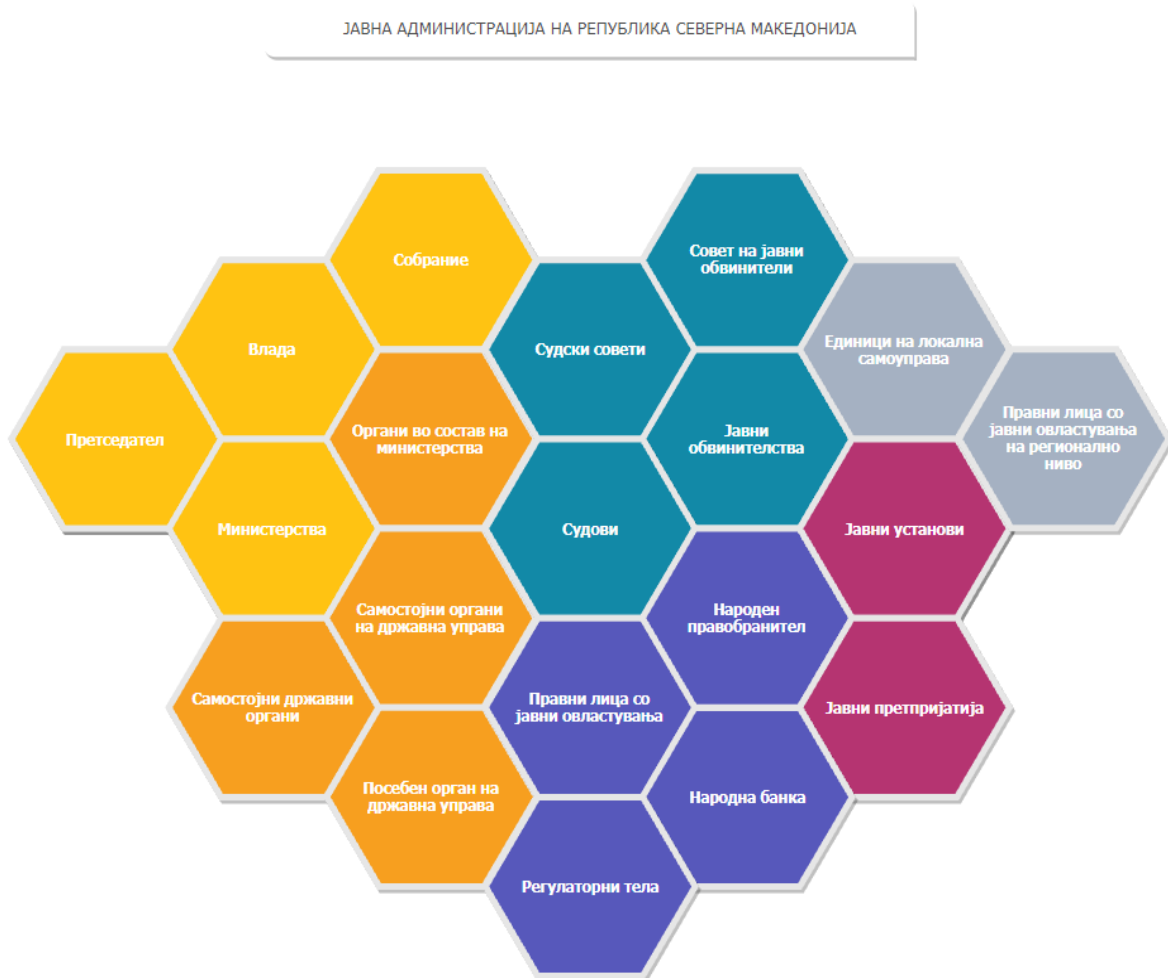 ЈАВНА АДМИНИСТРАЦИЈА НА РЕПУБЛИКА СЕВЕРНА МАКЕДОНИЈА
Собрание
Совет на јавни
обвинители
Влада
Судски совети
Единици на локална
самоуправа
Претседател
Органи во состав на
министерства
Јавни
обвинителства
Правни лица со
јавни овластувања
на регионално
ниво
Министерства
Судови
Јавни установи
Самостојни органи
на државна управа
Народен
правобранител
Самостојни државни
органи
Правни лица со
јавни овластувања
Јавни претпријатија
Посебен орган на
државна управа
Народна банка
Регулаторни тела